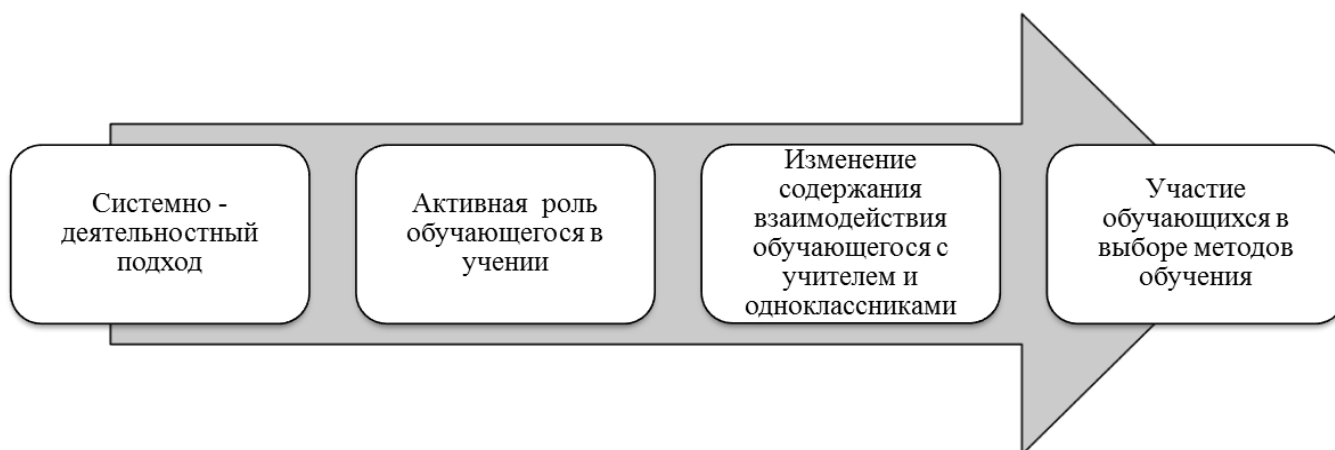 Системно -
деятельностный
подход
Активная роль
обучающегося в
учении
Изменение
содержания
взаимодействия
обучающегося с
учителем и
одноклассниками
Участие
обучающихся в
выборе методов
обучения